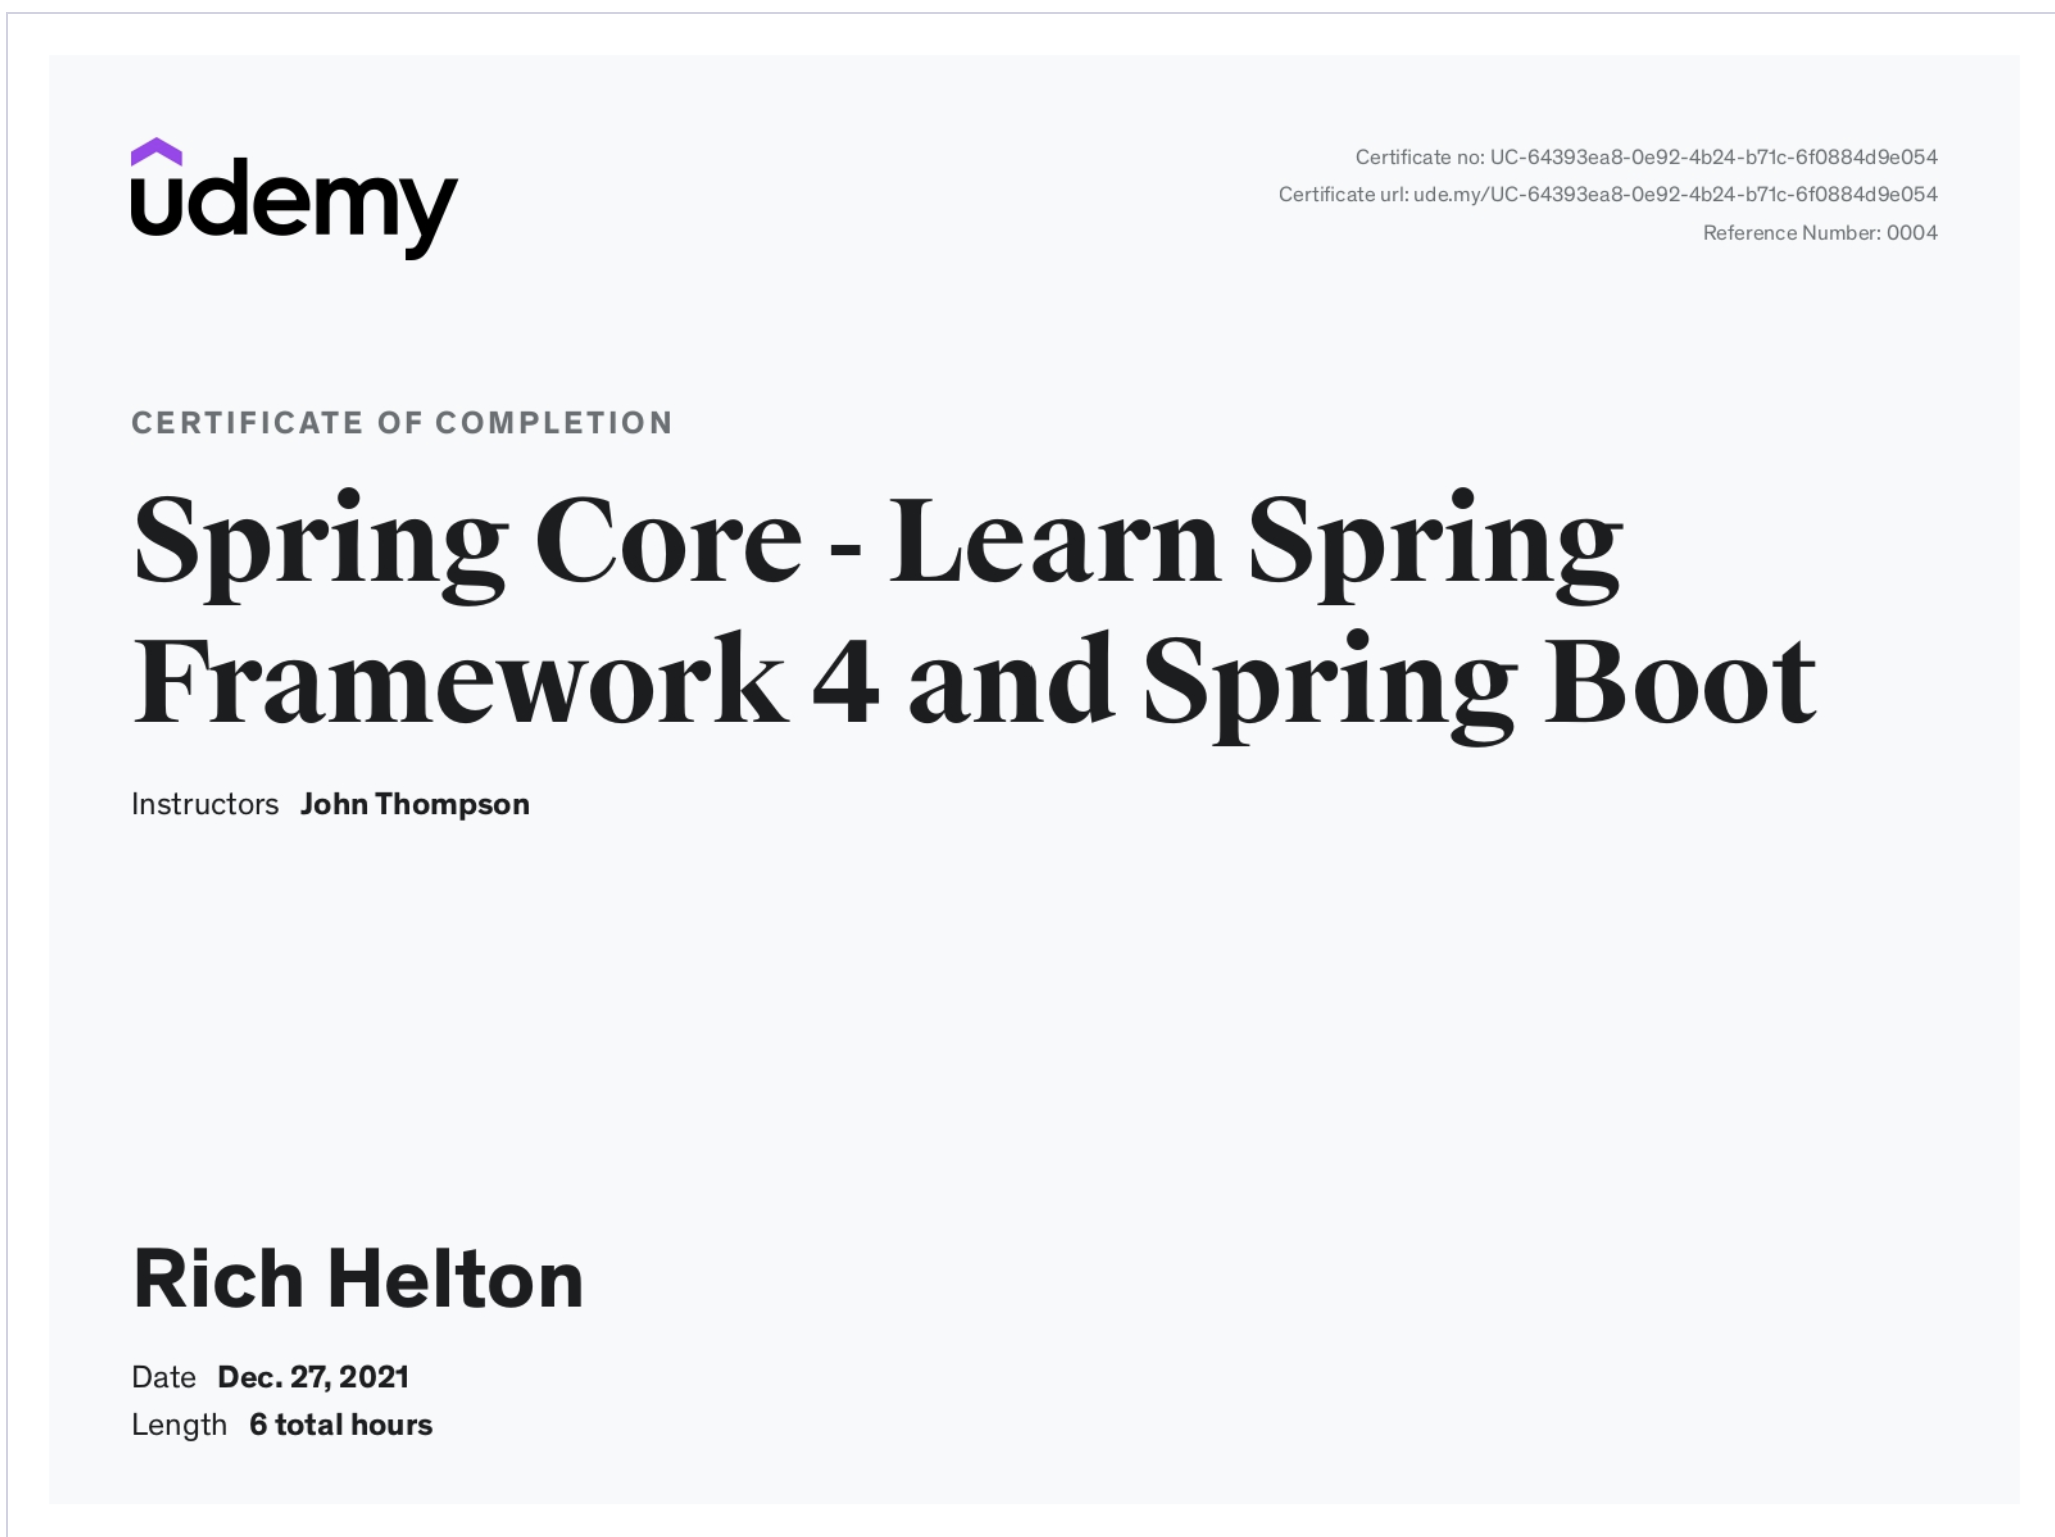 udemy
Certificate no: UC-64393ea8-0e92-4b24-b71c-6f0884d9e054
Certificate url: ude.my/UC-64393ea8-0e92-4b24-b71c-6f0884d9e054
Reference Number: 0004
CERTIFICATE OF COMPLETION
Spring Core - Learn Spring
Framework 4 and Spring Boot
Instructors John Thompson
Rich Helton
Date Dec. 27, 2021
Length 6 total hours